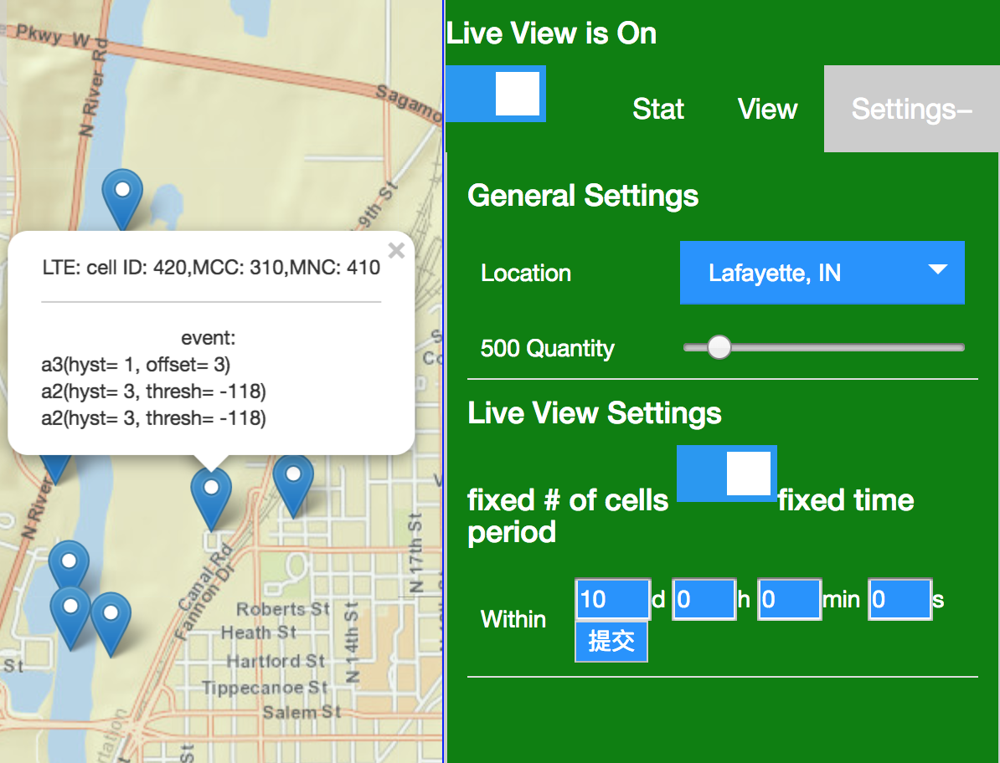 Pkwy W
N River Rd
Sagamo
9th St
LTE: cell ID: 420,MCC: 310,MNC: 410
×
event:
a3(hyst= 1, offset= 3)
a2(hyst= 3, thresh= -118)
a2(hyst= 3, thresh= -118)
N River Rd
Canal Rd
Fannon Dr
N 17th St
Roberts St
Heath St
N 14th St
Hartford St
Tippecanoe St
Salem St
St
St
Live View is On
Stat
View
Settings–
General Settings
Location
Lafayette, IN
500 Quantity
Live View Settings
fixed # of cells
fixed time
period
Within
10 d 0 h 0 min 0 s
提交